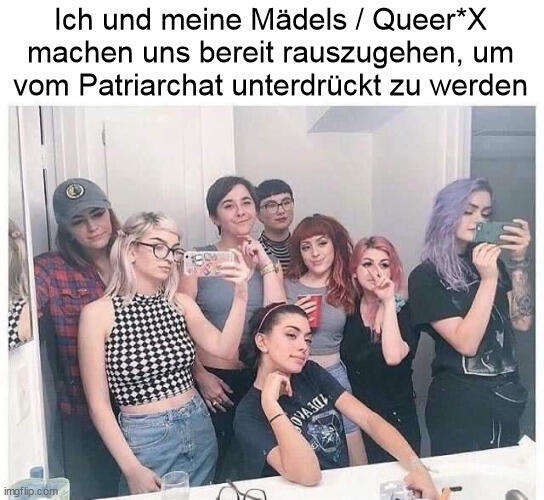 Ich und meine Mädels / Queer*X
machen uns bereit rauszugehen, um
vom Patriarchat unterdrückt zu werden
imgflip.com